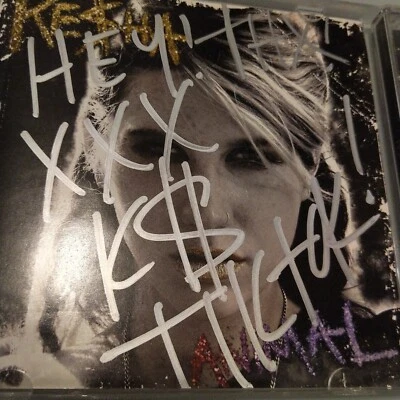 KE$HA
HEY! TEX!
XXX
K$
TIK TOK!
ANIMAL